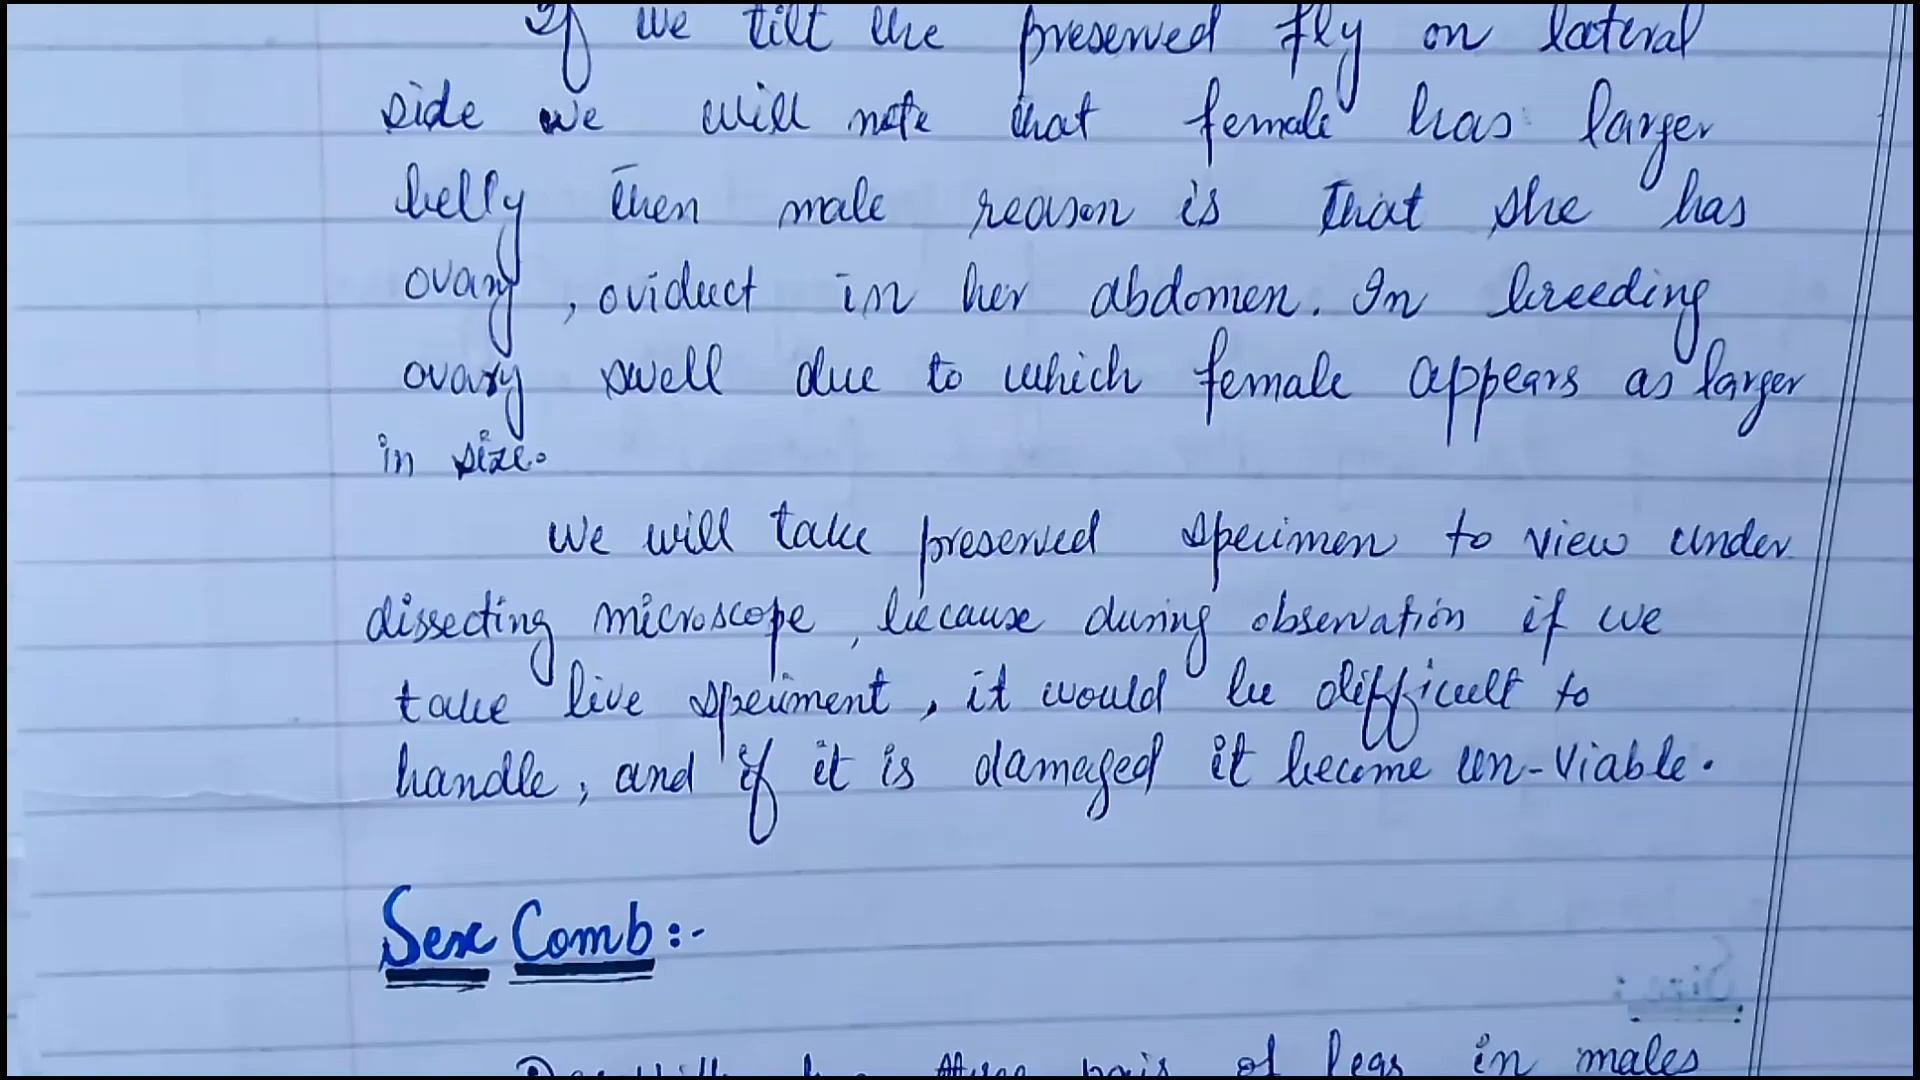 If we tilt the preserved fly on lateral
side we will note that female has larger
belly then male reason is that she has
ovary, oviduct in her abdomen. In breeding
ovary swell due to which female appears as larger
in size.
We will take preserved specimen to view under
dissecting microscope, because during observation if we
take live speciment, it would be difficult to
handle, and if it is damaged it become un-viable.
Sex Comb:-
three pair of legs in males